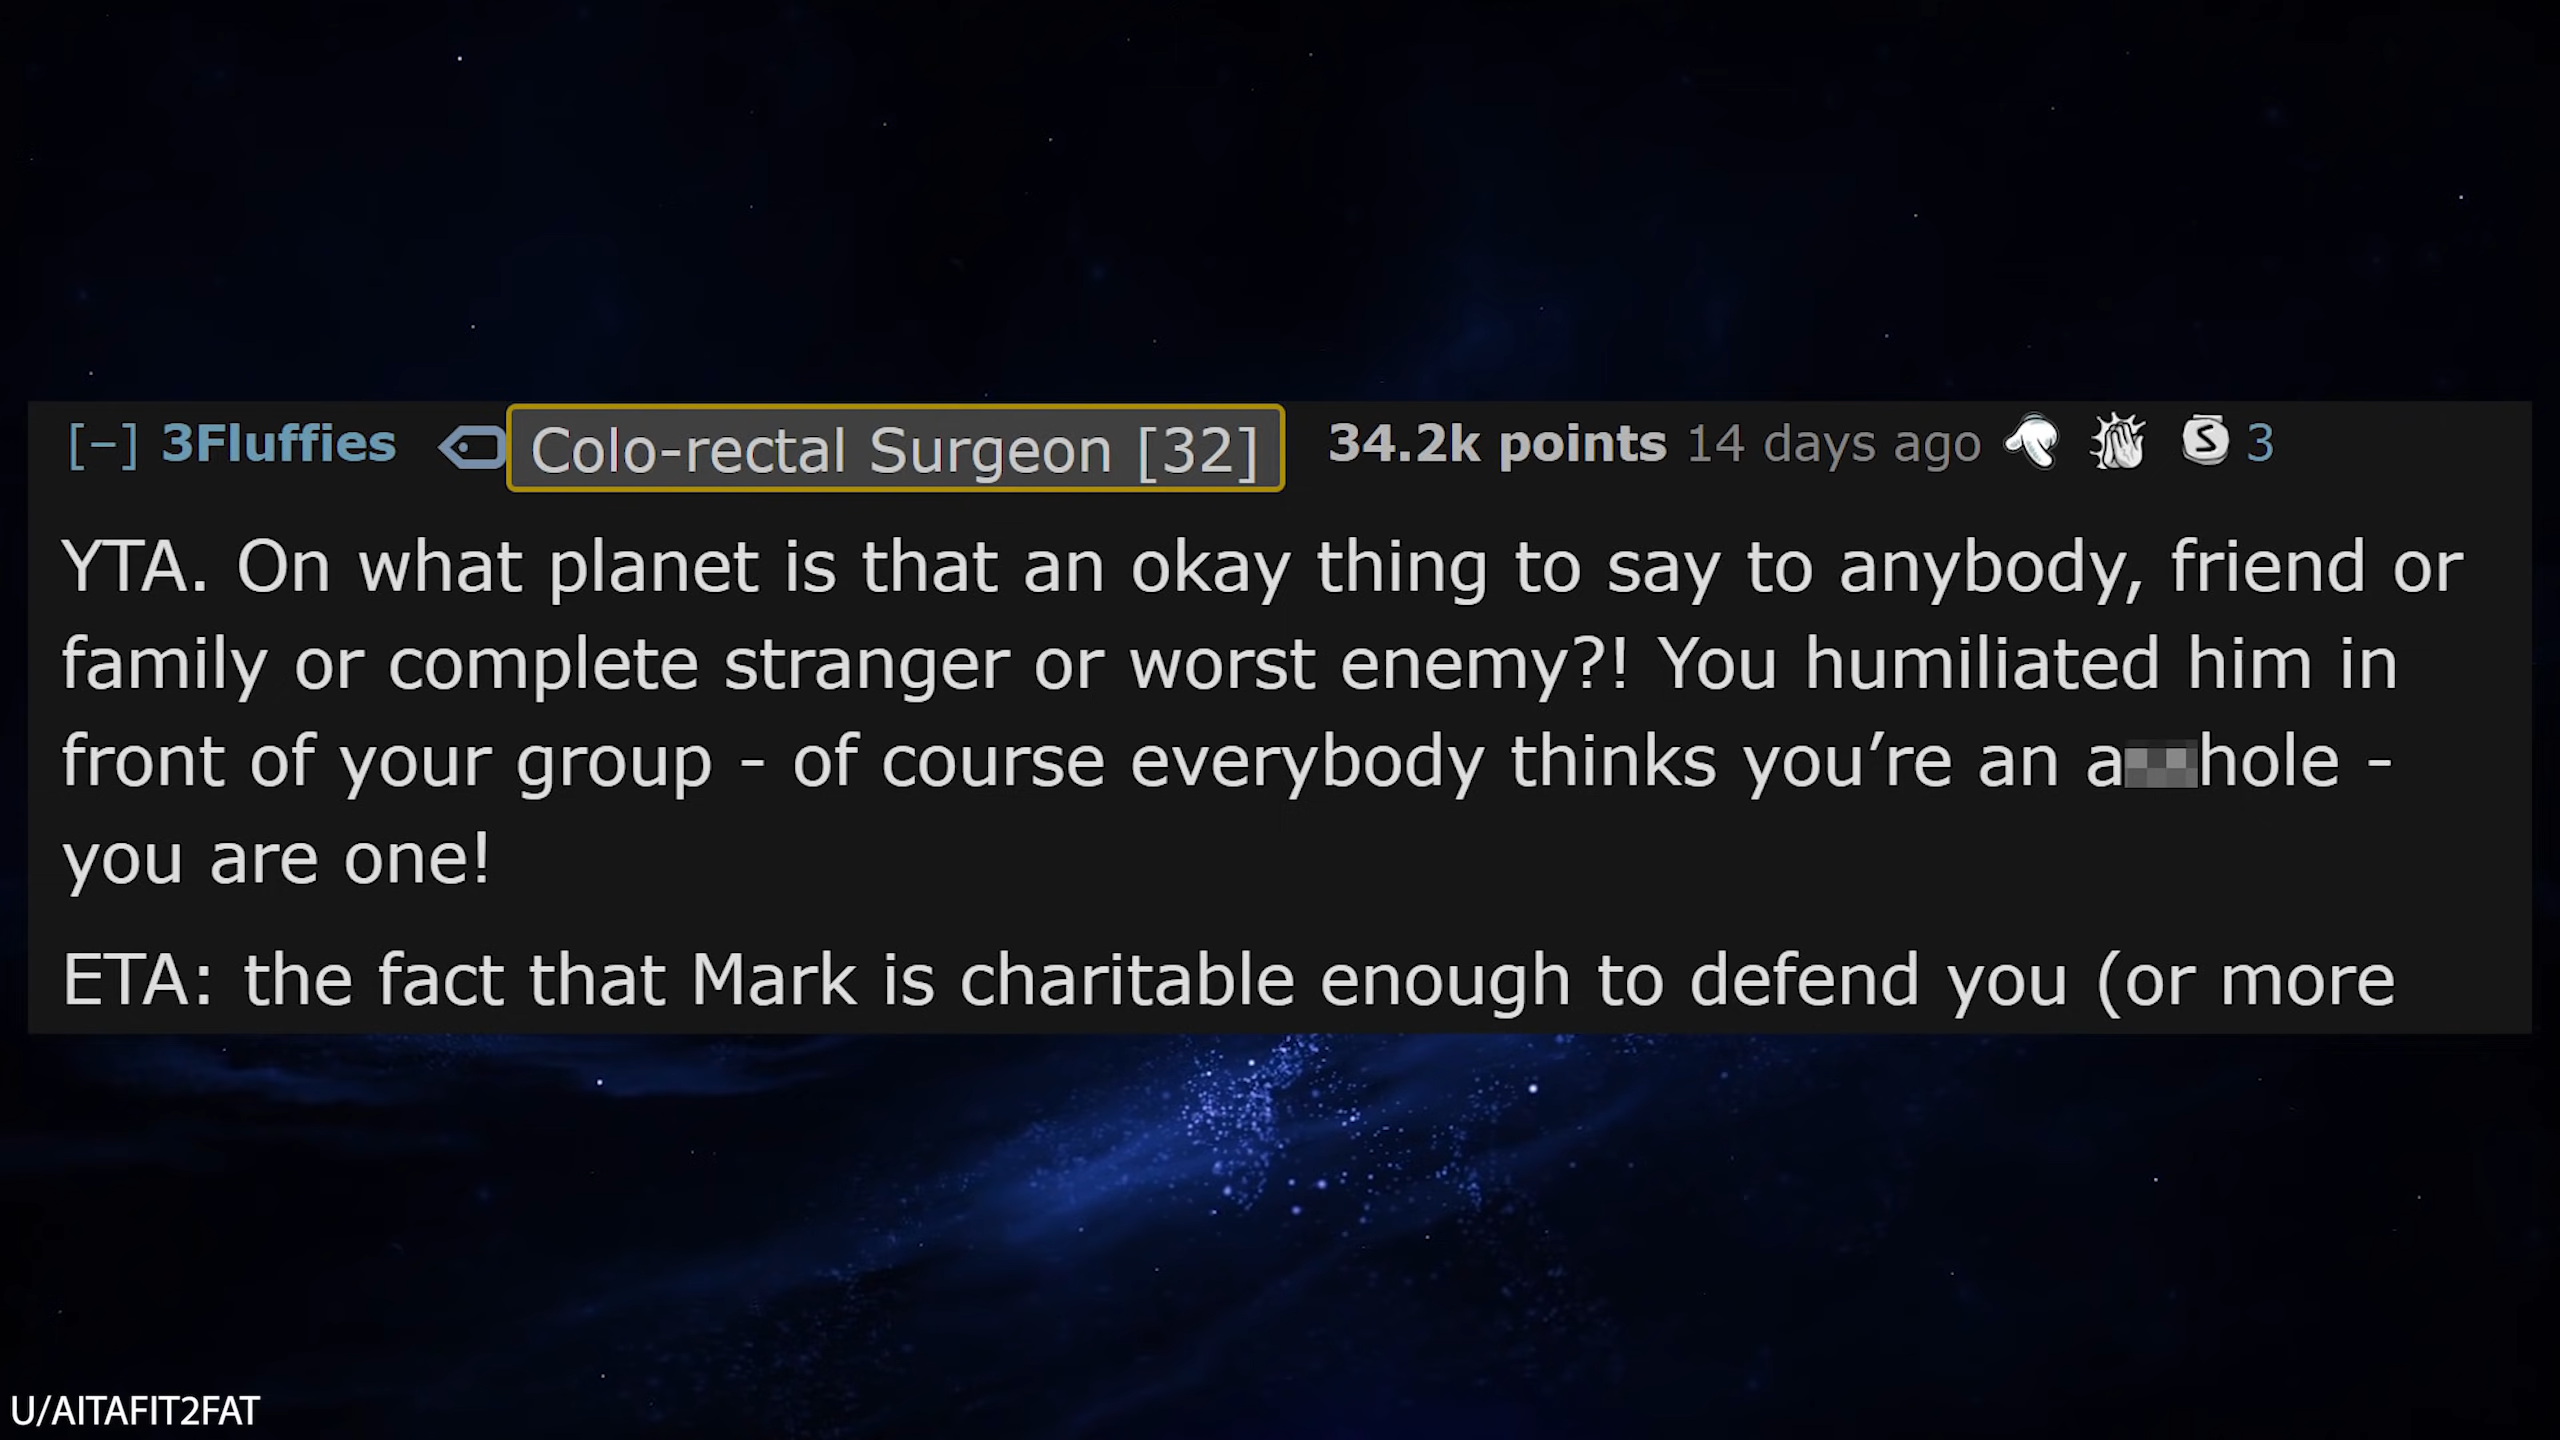 [–] 3Fluffies Colo-rectal Surgeon [32] 34.2k points 14 days ago S 3
YTA. On what planet is that an okay thing to say to anybody, friend or
family or complete stranger or worst enemy?! You humiliated him in
front of your group - of course everybody thinks you’re an a hole -
you are one!
ETA: the fact that Mark is charitable enough to defend you (or more
U/AITAFIT2FAT